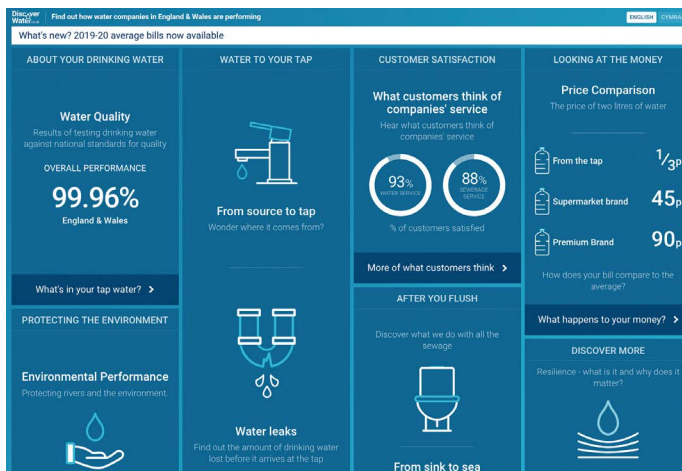 Discover
Water.co.uk
Find out how water companies in England & Wales are performing
ENGLISH
What's new? 2019-20 average bills now available
ABOUT YOUR DRINKING WATER
Water Quality
Results of testing drinking water
against national standards for quality
OVERALL PERFORMANCE
99.96%
England & Wales
What's in your tap water?
PROTECTING THE ENVIRONMENT
Environmental Performance
Protecting rivers and the environment.
WATER TO YOUR TAP
From source to tap
Wonder where it comes from?
Water leaks
Find out the amount of drinking water
lost before it arrives at the tap
CUSTOMER SATISFACTION
What customers think of
companies' service
Hear what customers think of
companies' service
93%
WATER SERVICE
88%
SEWERAGE
SERVICE
% of customers satisfied
More of what customers think
AFTER YOU FLUSH
Discover what we do with all the
sewage
From sink to sea
LOOKING AT THE MONEY
Price Comparison
The price of two litres of water
From the tap
1/3p
Supermarket brand
45p
Premium Brand
90p
How does your bill compare to the
average?
What happens to your money?
DISCOVER MORE
Resilience - what is it and why does it
matter?